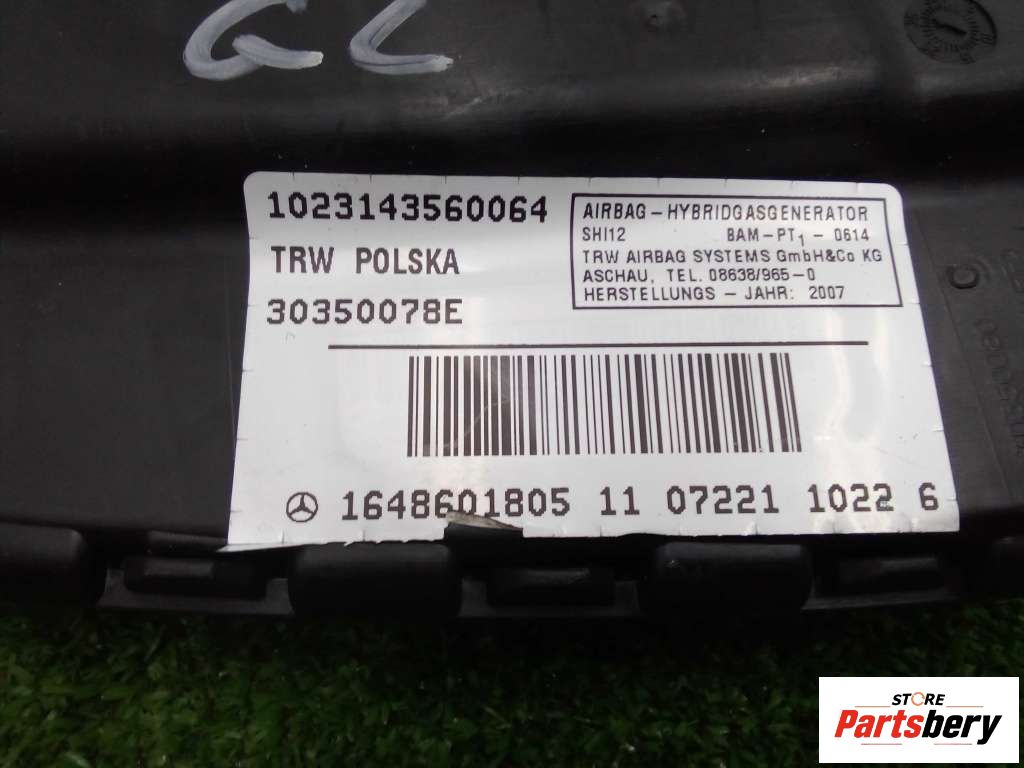 GL
1023143560064
TRW POLSKA
30350078E
AIRBAG – HYBRIDGASGENERATOR
SHI12 BAM–PT₁ – 0614
TRW AIRBAG SYSTEMS GmbH&Co KG
ASCHAU, TEL. 08638/965–0
HERSTELLUNGS – JAHR: 2007
1648601805 11 07221 1022 6
STORE
Partsbery